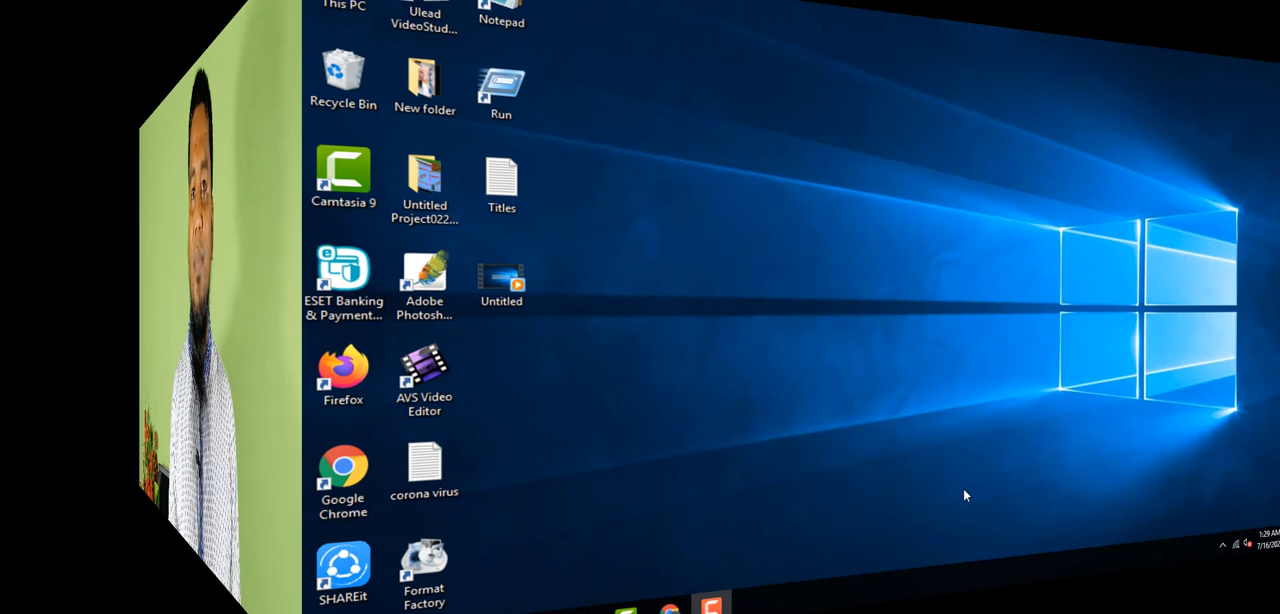 This PC
Ulead
VideoStud...
Notepad
Recycle Bin
New folder
Run
Camtasia 9
Untitled
Project022...
Titles
ESET Banking
& Payment...
Adobe
Photosh...
Untitled
Firefox
AVS Video
Editor
Google
Chrome
corona virus
SHAREit
Format
Factory
1:29 AM